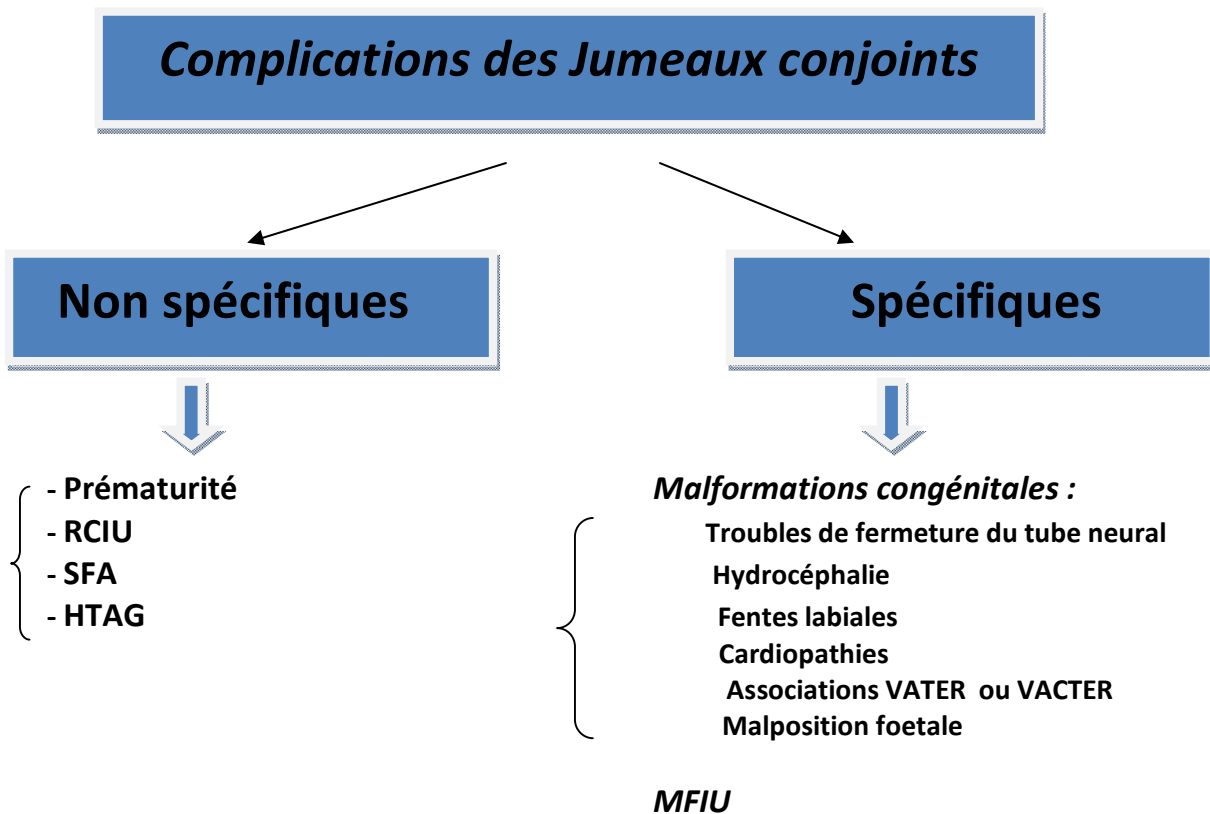 Complications des Jumeaux conjoints
Non spécifiques
- Prématurité
- RCIU
- SFA
- HTAG
Spécifiques
Malformations congénitales :
Troubles de fermeture du tube neural
Hydrocéphalie
Fentes labiales
Cardiopathies
Associations VATER ou VACTER
Malposition foetale
MFIU